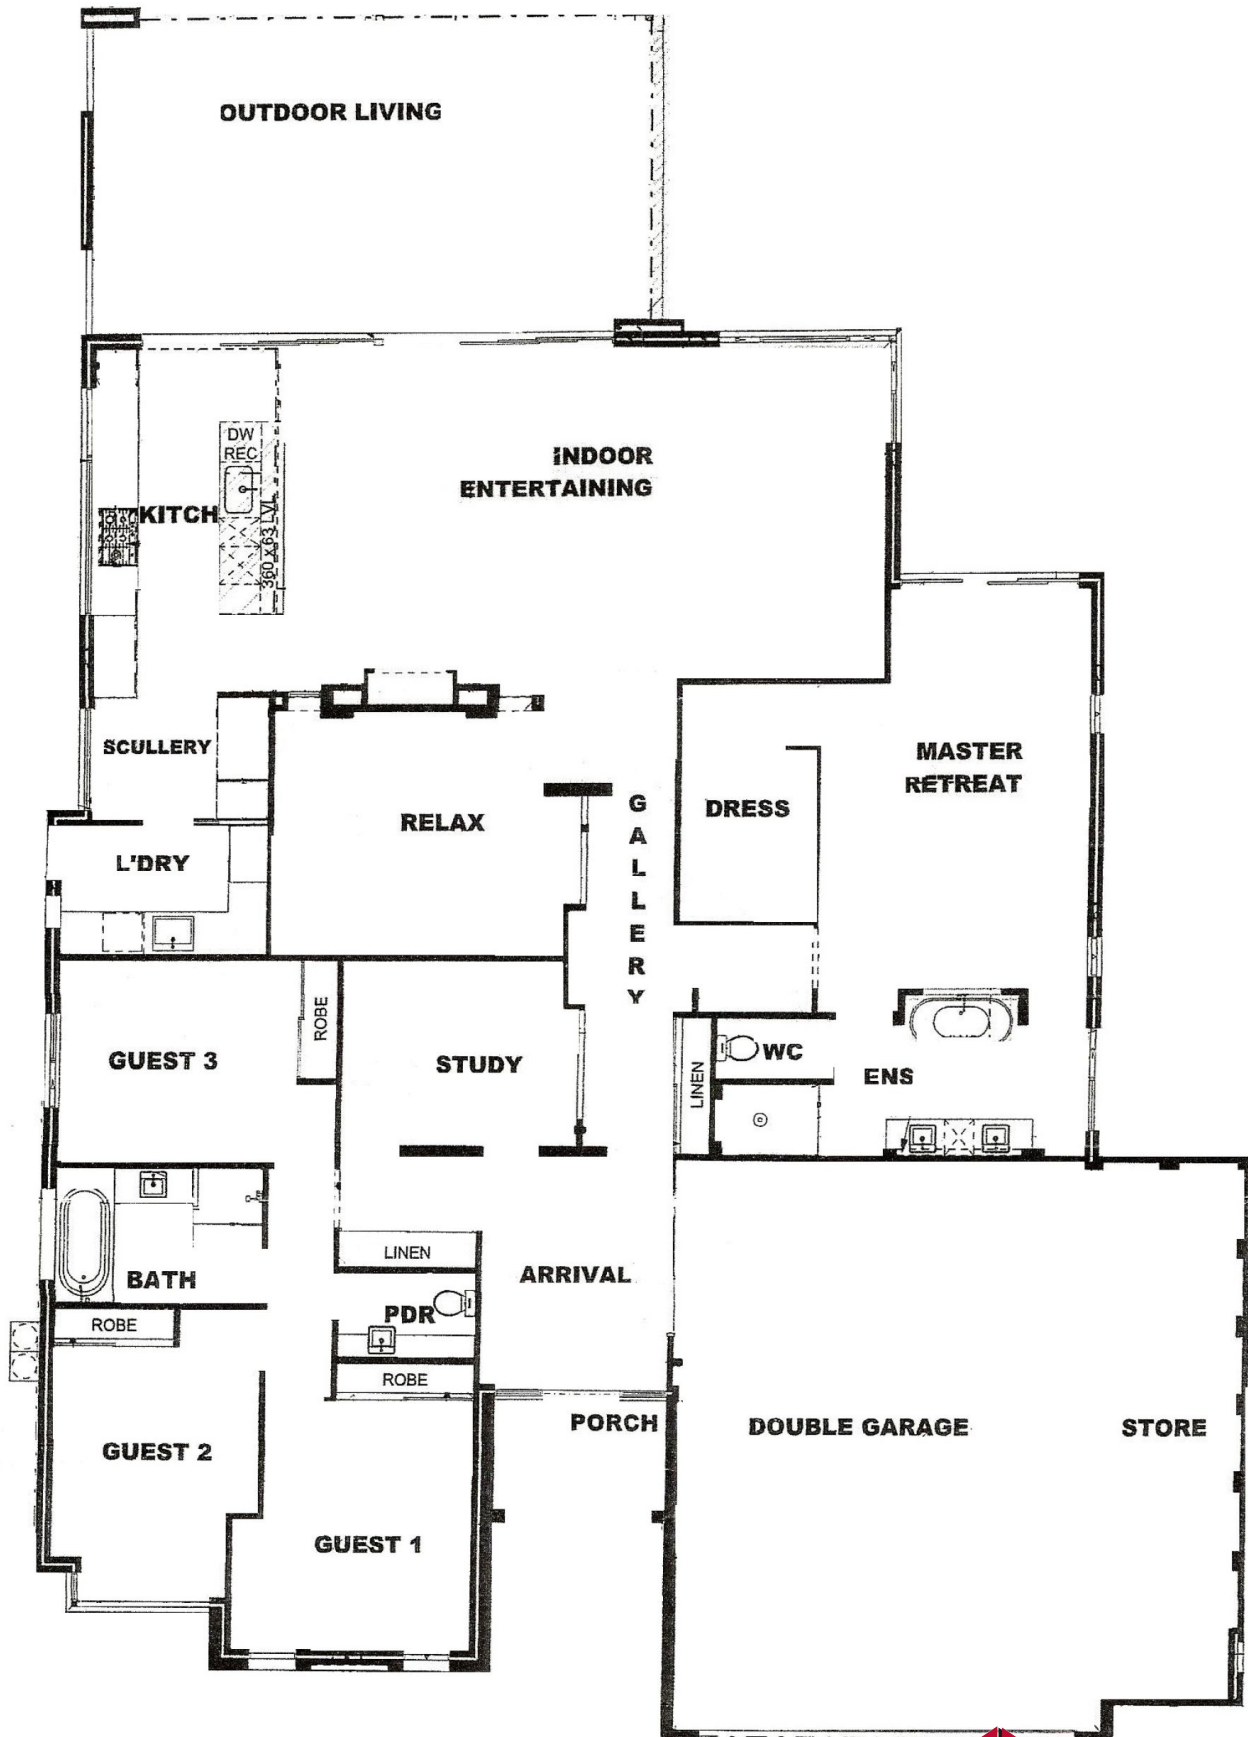 OUTDOOR LIVING
DW
REC
INDOOR
ENTERTAINING
KITCH
360 x 63 LVL
SCULLERY
MASTER
RETREAT
GALLERY
DRESS
RELAX
L'DRY
ROBE
GUEST 3
STUDY
LINEN
WC
ENS
LINEN
BATH
ARRIVAL
PDR
ROBE
ROBE
PORCH
DOUBLE GARAGE
STORE
GUEST 2
GUEST 1